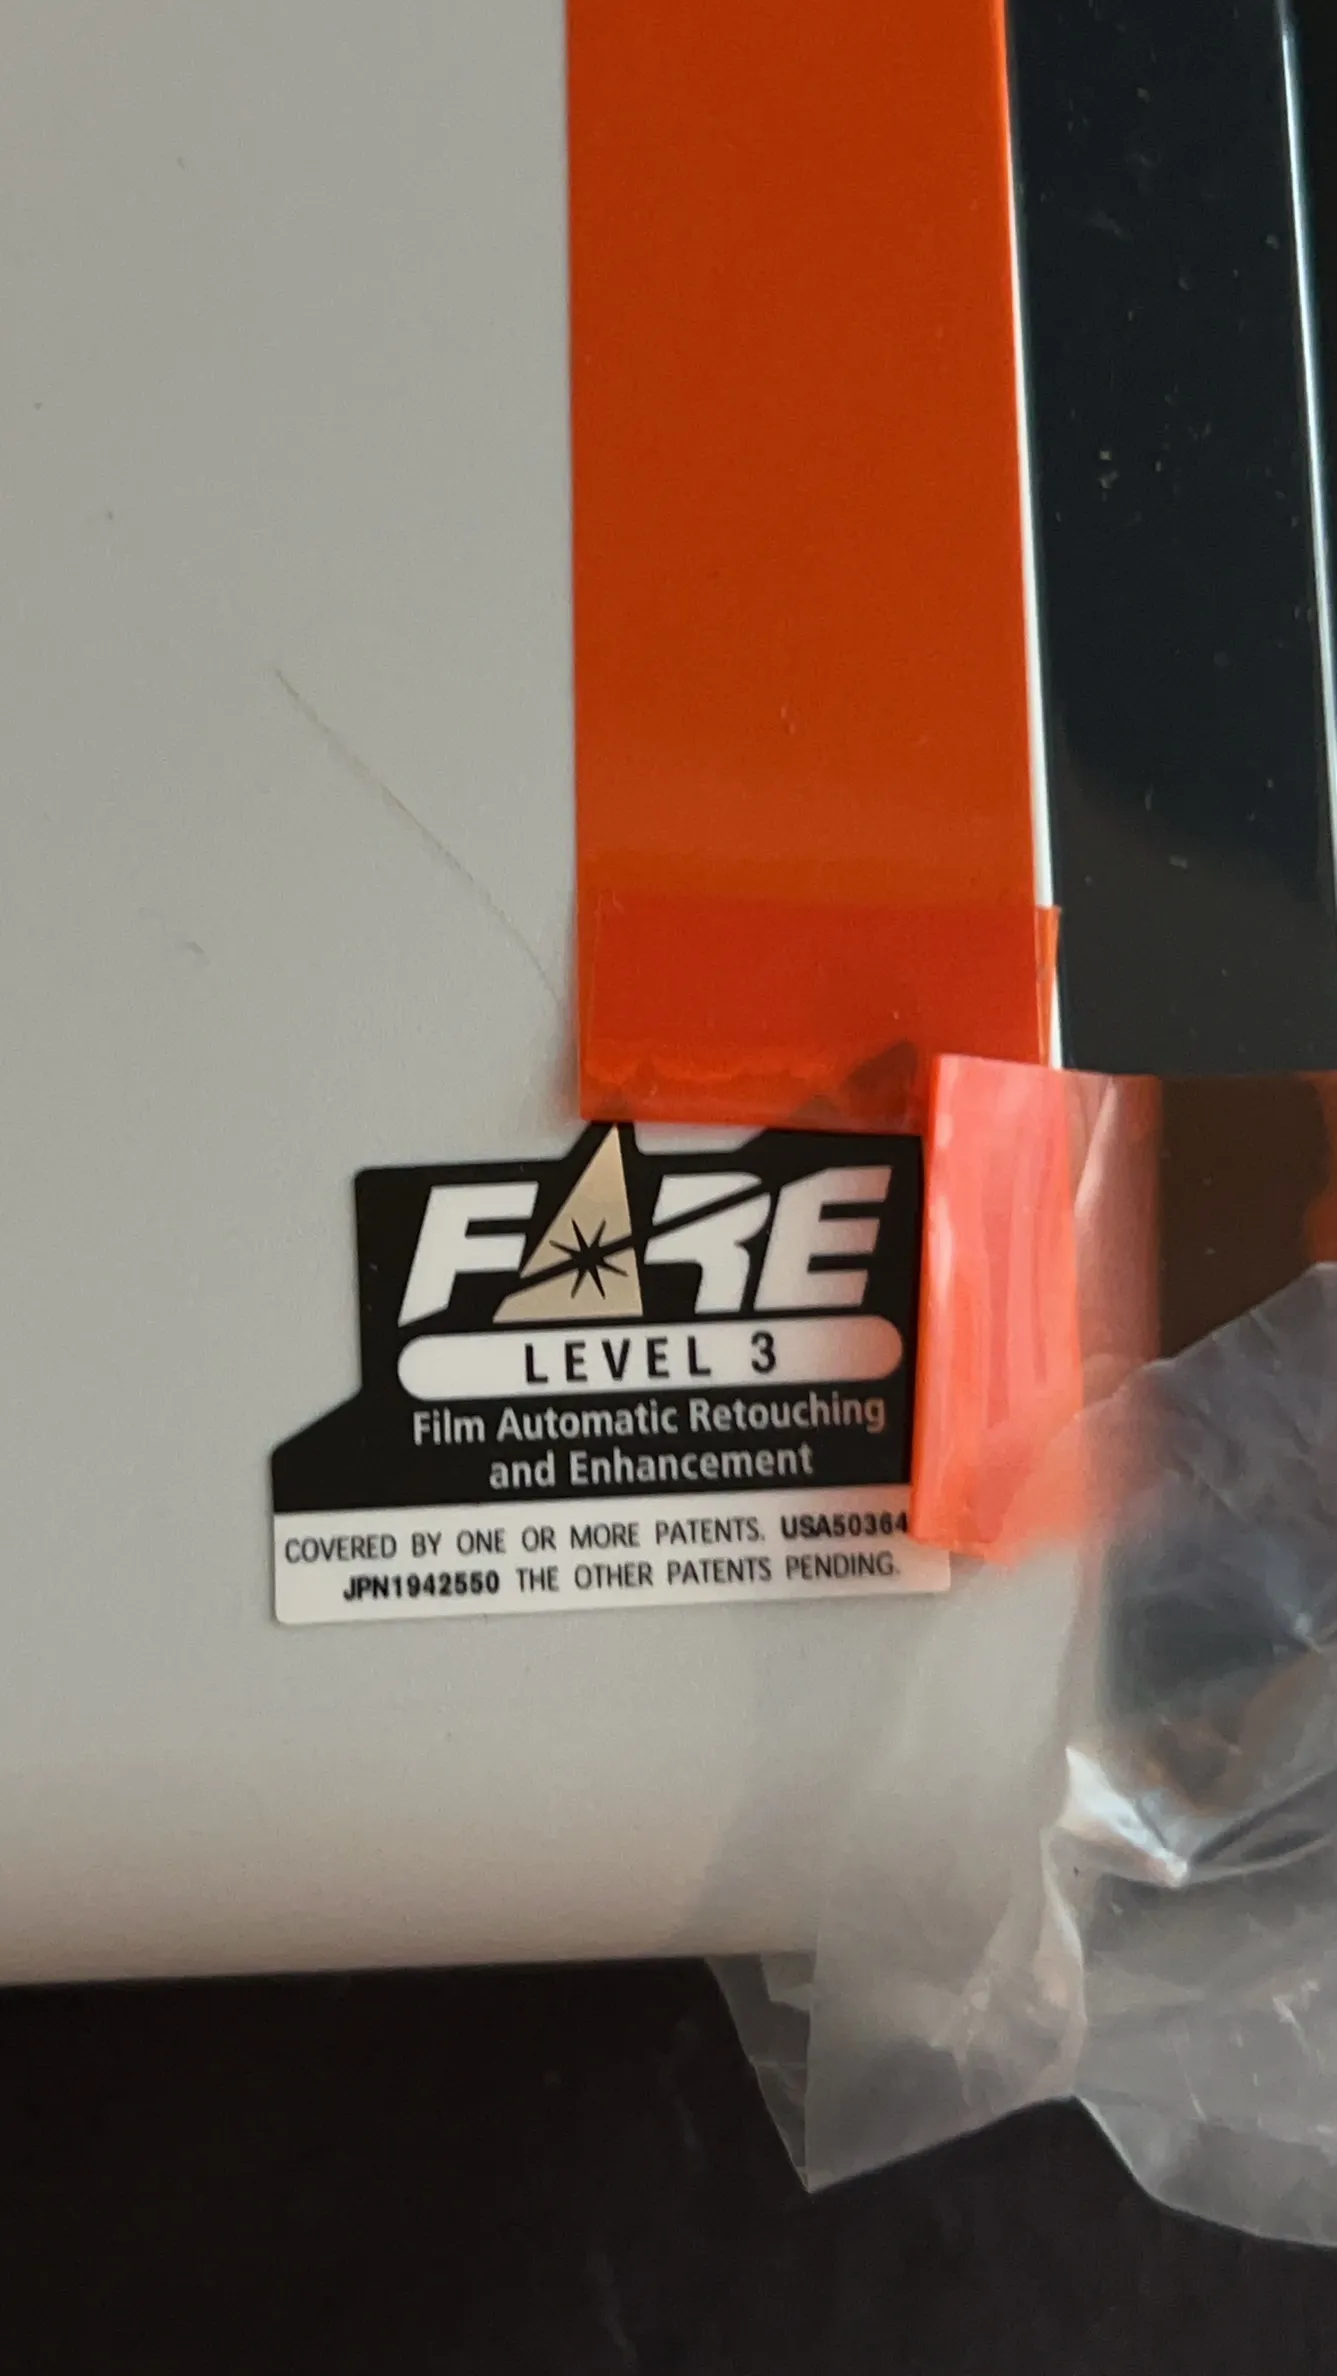 FARE
LEVEL 3
Film Automatic Retouching
and Enhancement
COVERED BY ONE OR MORE PATENTS. USA50364
JPN1942550 THE OTHER PATENTS PENDING.